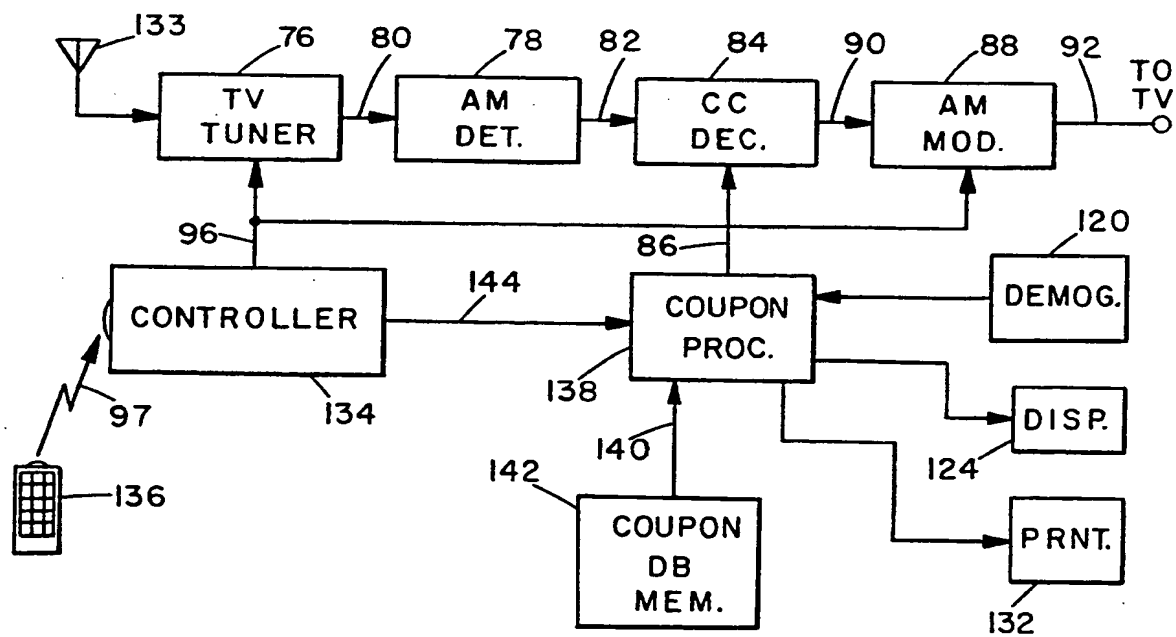 133
76
80
78
82
84
90
88
92
TO
TV
TV
TUNER
AM
DET.
CC
DEC.
AM
MOD.
96
86
120
144
CONTROLLER
COUPON
PROC.
DEMOG.
138
97
134
140
DISP.
124
142
136
COUPON
DB
MEM.
PRNT.
132